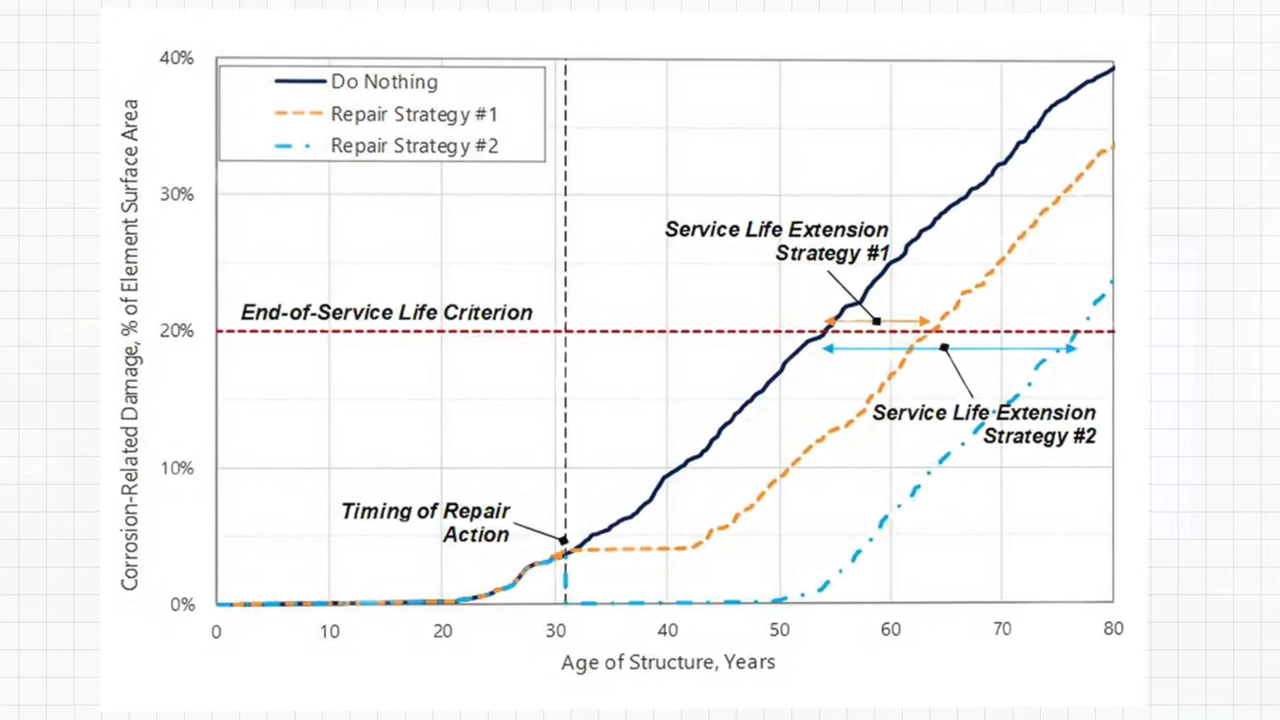 40%
Do Nothing
Repair Strategy #1
Repair Strategy #2
30%
Service Life Extension
Strategy #1
End-of-Service Life Criterion
20%
Service Life Extension
Strategy #2
10%
Timing of Repair
Action
0%
0 10 20 30 40 50 60 70 80
Age of Structure, Years
Corrosion-Related Damage, % of Element Surface Area